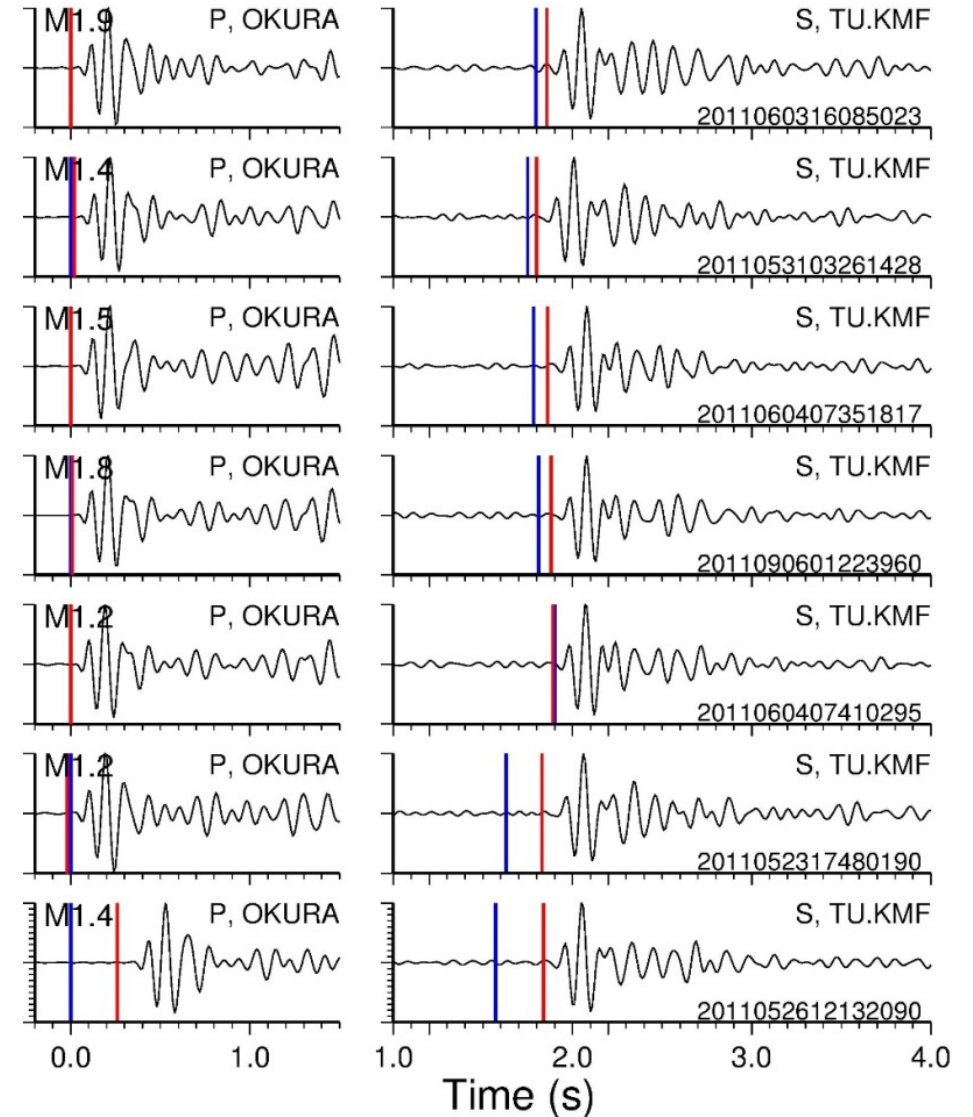 M1.9 P, OKURA S, TU.KMF
2011060316085023
M1.4 P, OKURA S, TU.KMF
2011053103261428
M1.5 P, OKURA S, TU.KMF
2011060407351817
M1.8 P, OKURA S, TU.KMF
2011090601223960
M1.2 P, OKURA S, TU.KMF
2011060407410295
M1.2 P, OKURA S, TU.KMF
2011052317480190
M1.4 P, OKURA S, TU.KMF
2011052612132090
0.0 1.0 1.0 2.0 3.0 4.0
Time (s)